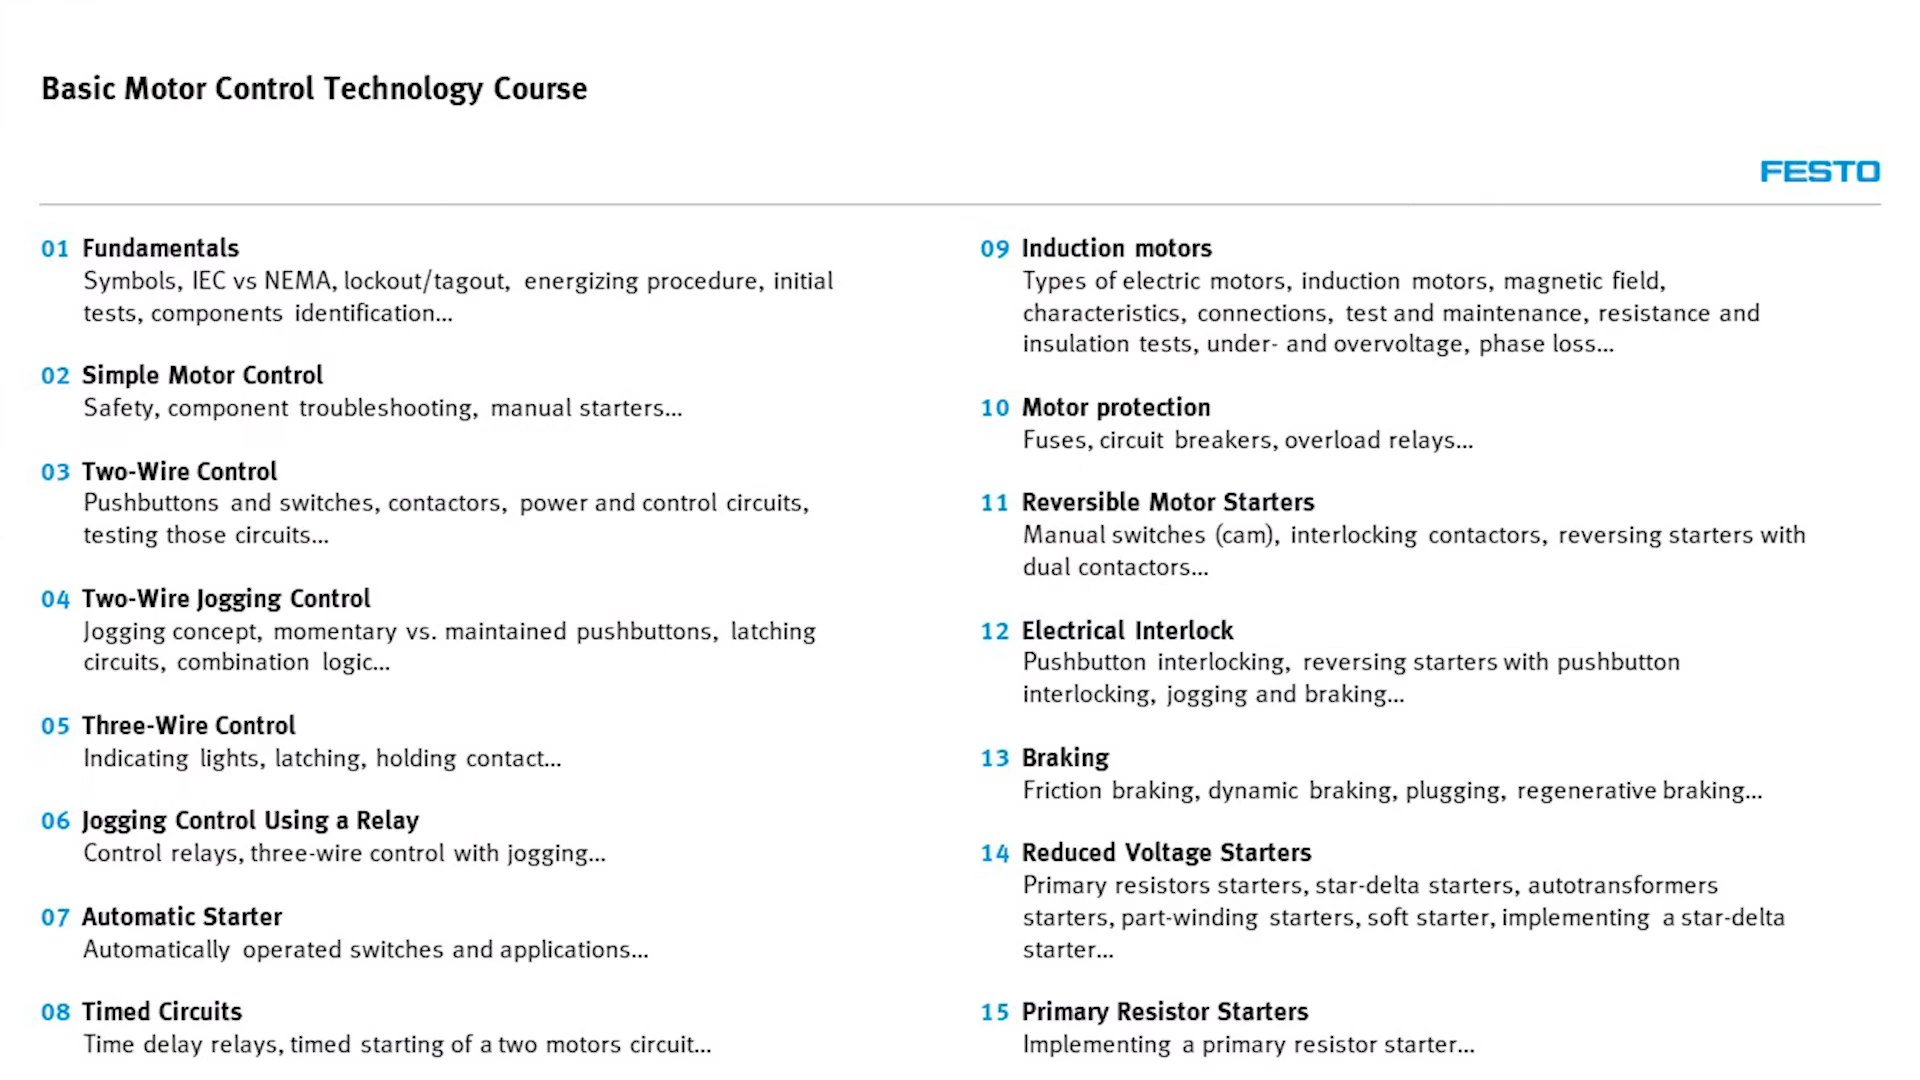 Basic Motor Control Technology Course
FESTO
01 Fundamentals
Symbols, IEC vs NEMA, lockout/tagout, energizing procedure, initial
tests, components identification...
02 Simple Motor Control
Safety, component troubleshooting, manual starters...
03 Two-Wire Control
Pushbuttons and switches, contactors, power and control circuits,
testing those circuits...
04 Two-Wire Jogging Control
Jogging concept, momentary vs. maintained pushbuttons, latching
circuits, combination logic...
05 Three-Wire Control
Indicating lights, latching, holding contact...
06 Jogging Control Using a Relay
Control relays, three-wire control with jogging...
07 Automatic Starter
Automatically operated switches and applications...
08 Timed Circuits
Time delay relays, timed starting of a two motors circuit...
09 Induction motors
Types of electric motors, induction motors, magnetic field,
characteristics, connections, test and maintenance, resistance and
insulation tests, under- and overvoltage, phase loss...
10 Motor protection
Fuses, circuit breakers, overload relays...
11 Reversible Motor Starters
Manual switches (cam), interlocking contactors, reversing starters with
dual contactors...
12 Electrical Interlock
Pushbutton interlocking, reversing starters with pushbutton
interlocking, jogging and braking...
13 Braking
Friction braking, dynamic braking, plugging, regenerative braking...
14 Reduced Voltage Starters
Primary resistors starters, star-delta starters, autotransformers
starters, part-winding starters, soft starter, implementing a star-delta
starter...
15 Primary Resistor Starters
Implementing a primary resistor starter...